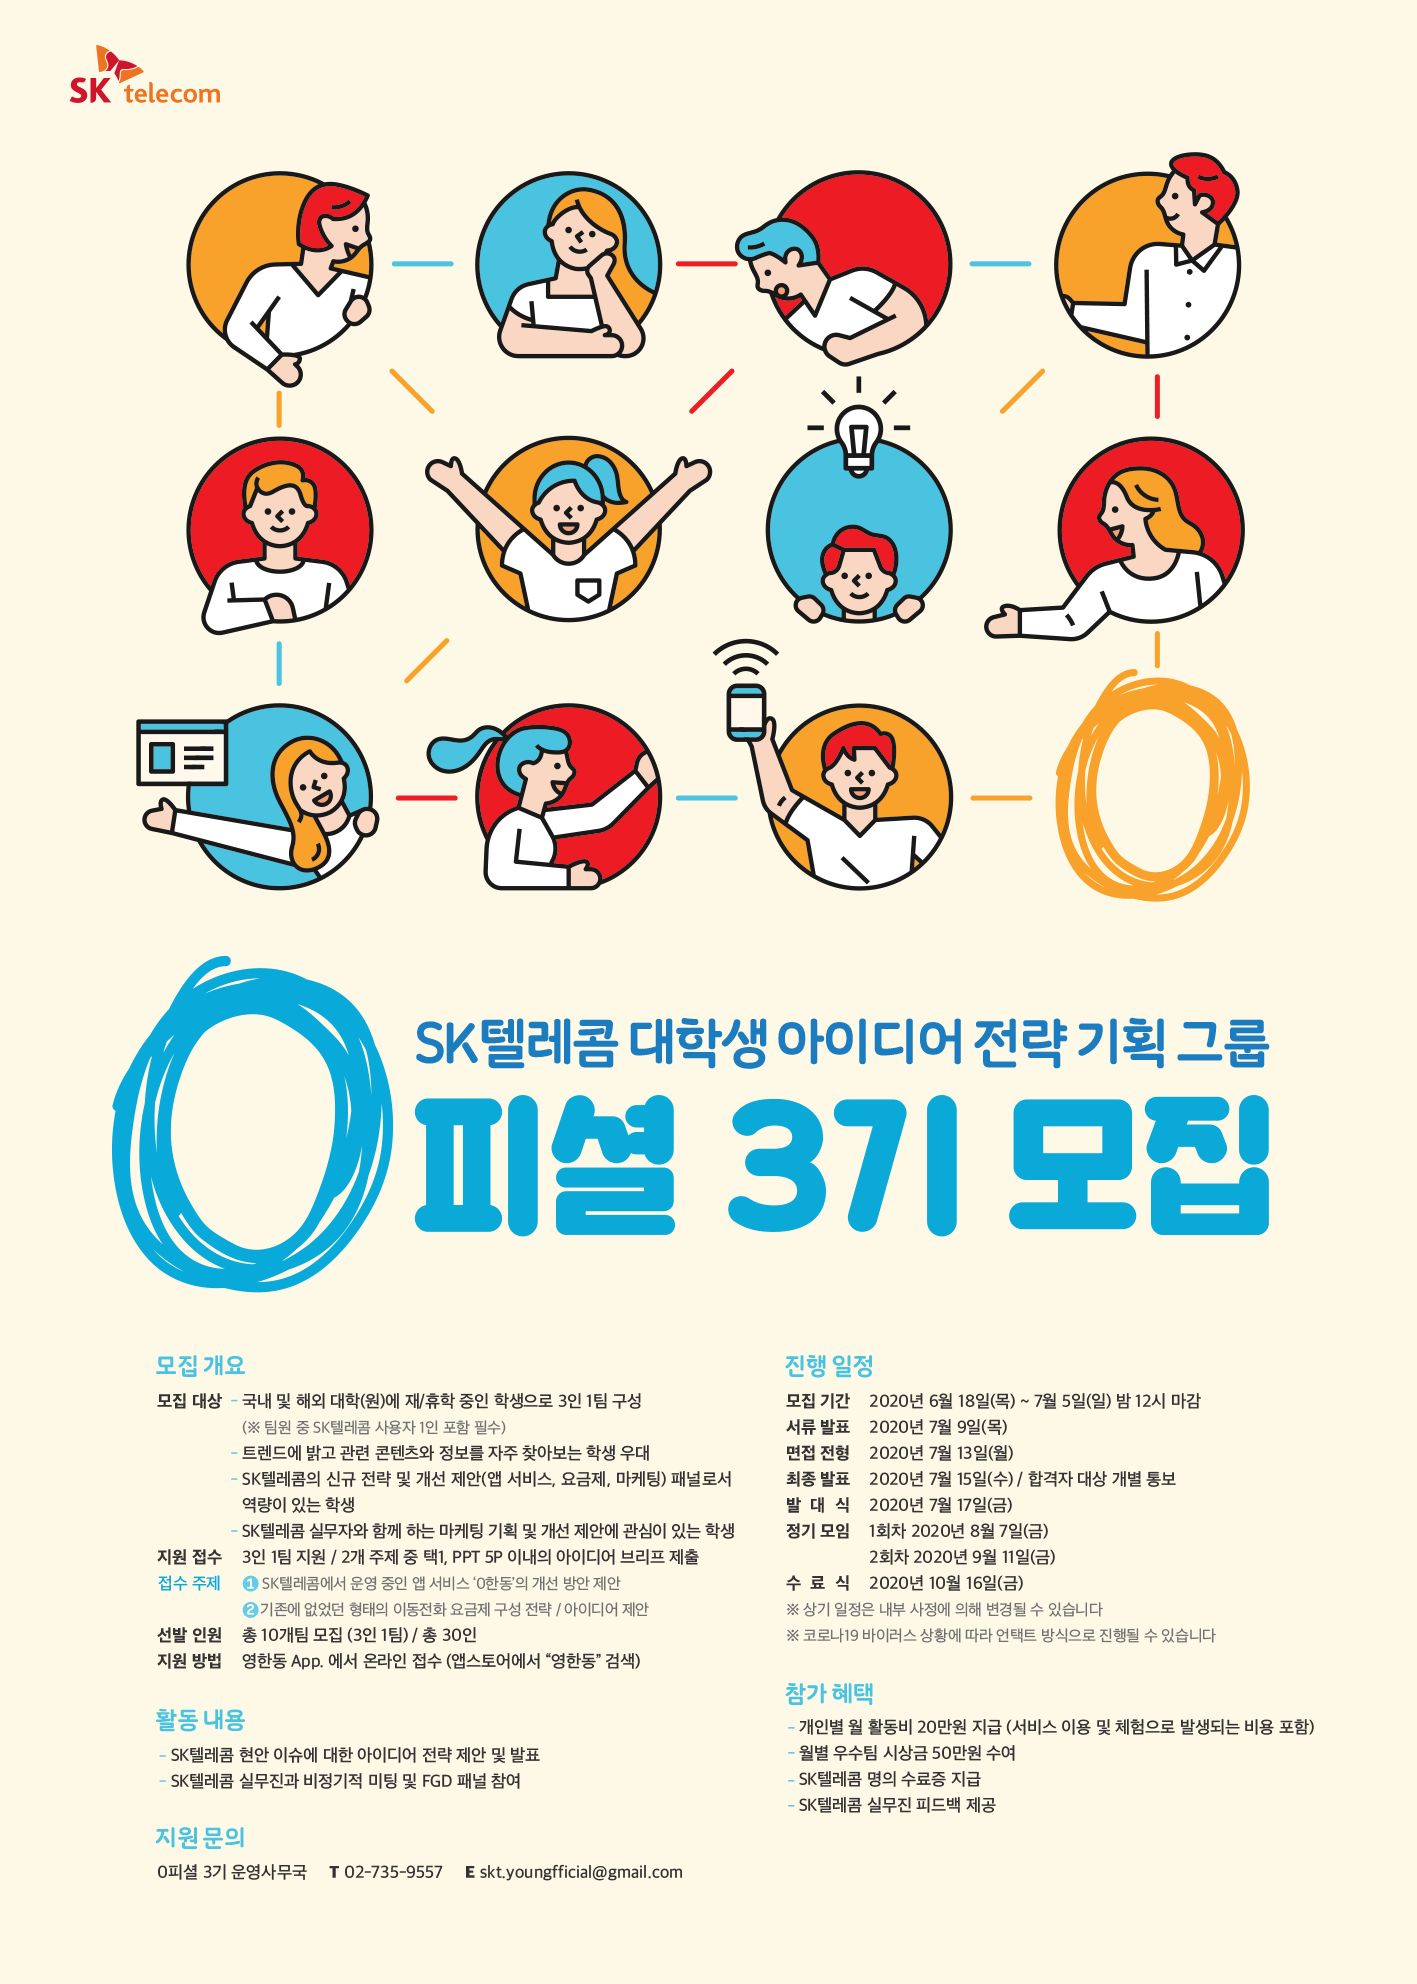 SK telecom
SK텔레콤 대학생 아이디어 전략 기획 그룹
0피셜 3기 모집
모집 개요
모집 대상 - 국내 및 해외 대학(원)에 재/휴학 중인 학생으로 3인 1팀 구성
(※ 팀원 중 SK텔레콤 사용자 1인 포함 필수)
- 트렌드에 밝고 관련 콘텐츠와 정보를 자주 찾아보는 학생 우대
- SK텔레콤의 신규 전략 및 개선 제안(앱 서비스, 요금제, 마케팅) 패널로서
역량이 있는 학생
- SK텔레콤 실무자와 함께 하는 마케팅 기획 및 개선 제안에 관심이 있는 학생
지원 접수 3인 1팀 지원 / 2개 주제 중 택1, PPT 5P 이내의 아이디어 브리프 제출
접수 주제 1 SK텔레콤에서 운영 중인 앱 서비스 ‘0한동’의 개선 방안 제안
2 기존에 없었던 형태의 이동전화 요금제 구성 전략 / 아이디어 제안
선발 인원 총 10개팀 모집 (3인 1팀) / 총 30인
지원 방법 영한동 App. 에서 온라인 접수 (앱스토어에서 “영한동” 검색)
활동 내용
- SK텔레콤 현안 이슈에 대한 아이디어 전략 제안 및 발표
- SK텔레콤 실무진과 비정기적 미팅 및 FGD 패널 참여
지원 문의
0피셜 3기 운영사무국 T 02-735-9557 E skt.youngfficial@gmail.com
진행 일정
모집 기간 2020년 6월 18일(목) ~ 7월 5일(일) 밤 12시 마감
서류 발표 2020년 7월 9일(목)
면접 전형 2020년 7월 13일(월)
최종 발표 2020년 7월 15일(수) / 합격자 대상 개별 통보
발 대 식 2020년 7월 17일(금)
정기 모임 1회차 2020년 8월 7일(금)
2회차 2020년 9월 11일(금)
수 료 식 2020년 10월 16일(금)
※ 상기 일정은 내부 사정에 의해 변경될 수 있습니다
※ 코로나19 바이러스 상황에 따라 언택트 방식으로 진행될 수 있습니다
참가 혜택
- 개인별 월 활동비 20만원 지급 (서비스 이용 및 체험으로 발생되는 비용 포함)
- 월별 우수팀 시상금 50만원 수여
- SK텔레콤 명의 수료증 지급
- SK텔레콤 실무진 피드백 제공